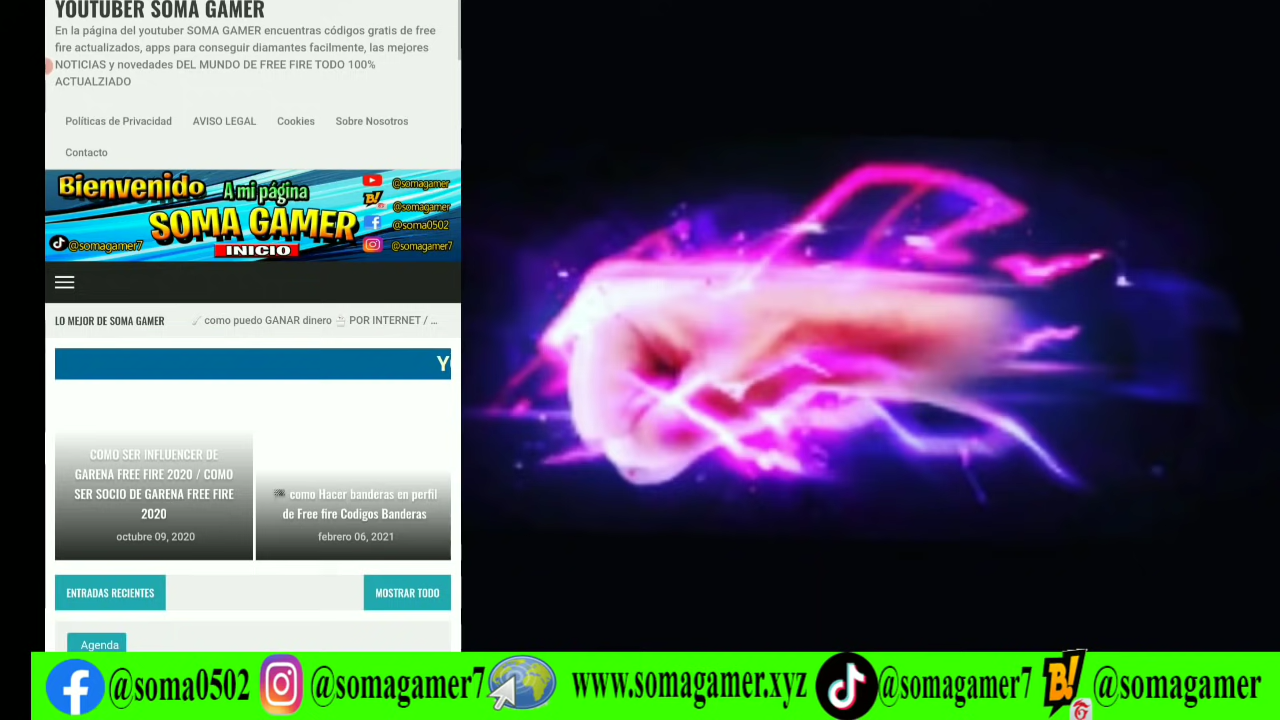 YOUTUBER SOMA GAMER
En la página del youtuber SOMA GAMER encuentras códigos gratis de free
fire actualizados, apps para conseguir diamantes facilmente, las mejores
NOTICIAS y novedades DEL MUNDO DE FREE FIRE TODO 100%
ACTUALZIADO
Políticas de Privacidad AVISO LEGAL Cookies Sobre Nosotros
Contacto
Bienvenido A mi página
SOMA GAMER
INICIO
@somagamer7
@somagamer
@somagamer
@soma0502
@somagamer7
LO MEJOR DE SOMA GAMER
como puedo GANAR dinero POR INTERNET / ...
COMO SER INFLUENCER DE
GARENA FREE FIRE 2020 / COMO
SER SOCIO DE GARENA FREE FIRE
2020
octubre 09, 2020
como Hacer banderas en perfil
de Free fire Codigos Banderas
febrero 06, 2021
ENTRADAS RECIENTES
MOSTRAR TODO
Agenda
@soma0502 @somagamer7 www.somagamer.xyz @somagamer7 B! @somagamer